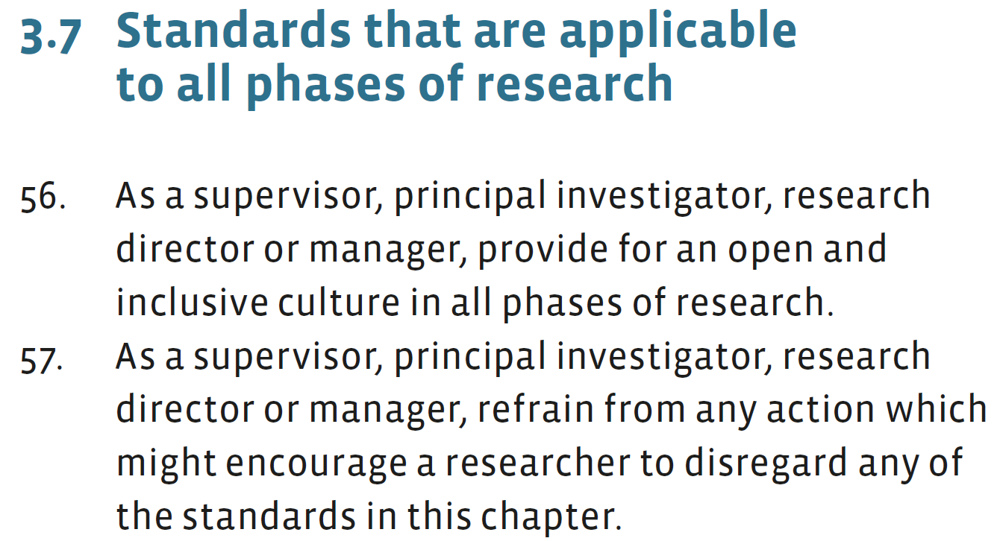 3.7 Standards that are applicable
to all phases of research
56. As a supervisor, principal investigator, research
director or manager, provide for an open and
inclusive culture in all phases of research.
57. As a supervisor, principal investigator, research
director or manager, refrain from any action which
might encourage a researcher to disregard any of
the standards in this chapter.